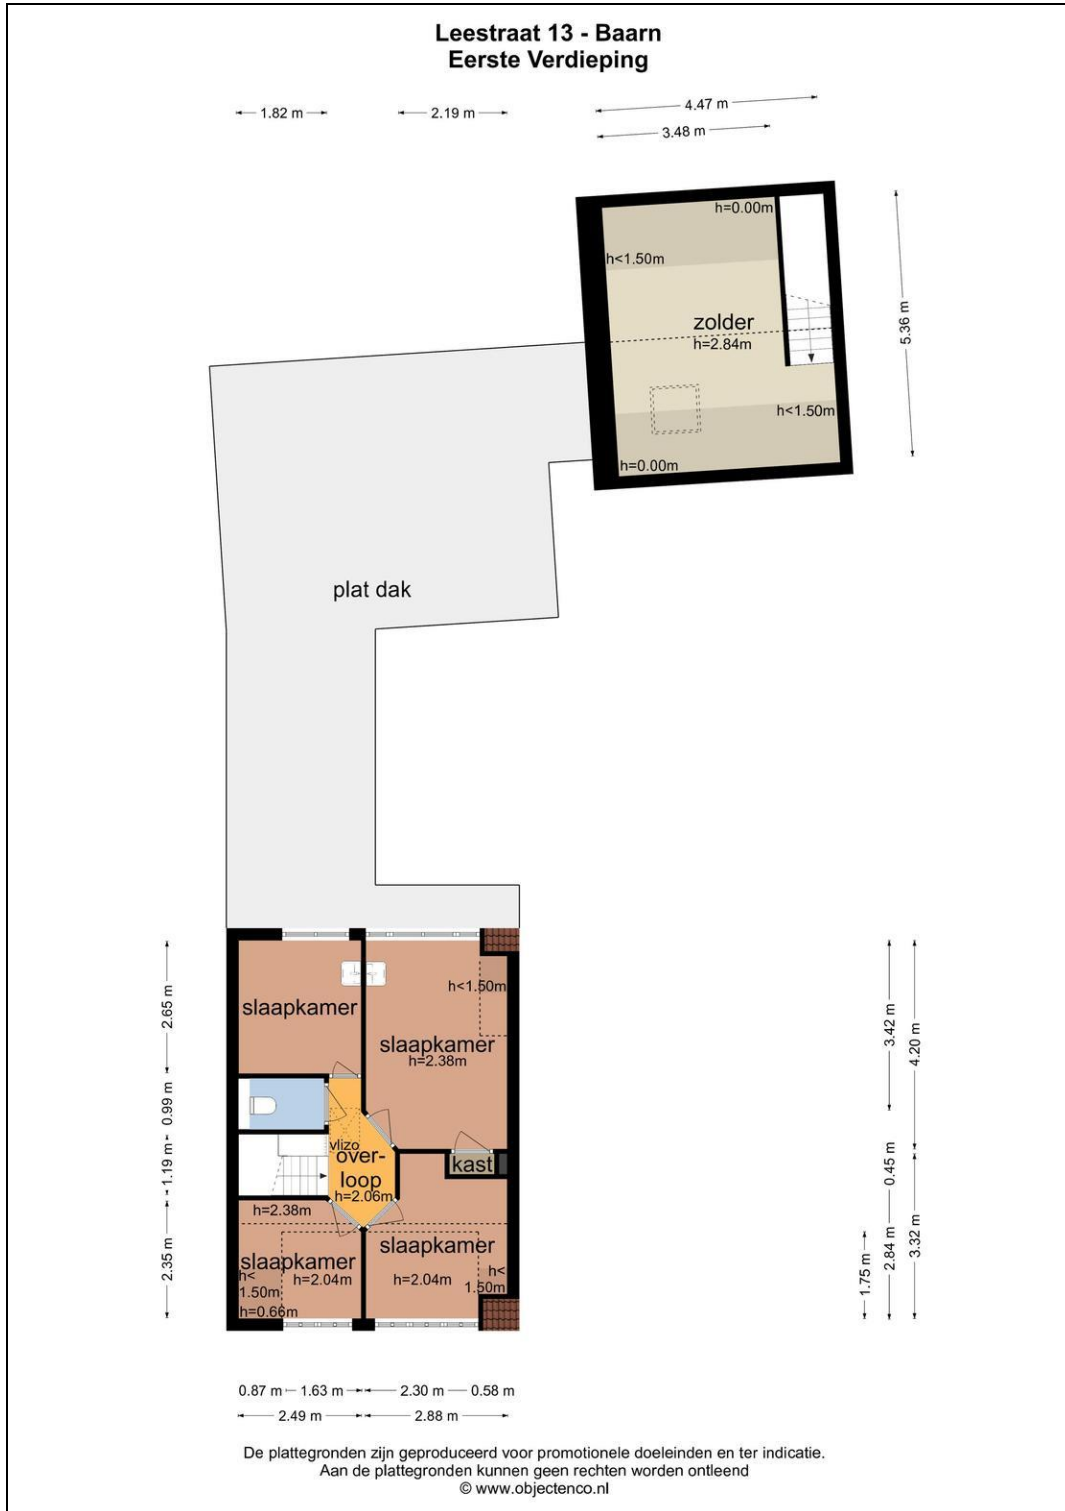 Leestraat 13 - Baarn
Eerste Verdieping
1.82 m
2.19 m
4.47 m
3.48 m
h=0.00m
h<1.50m
zolder
h=2.84m
h<1.50m
h=0.00m
5.36 m
plat dak
slaapkamer
h<1.50m
slaapkamer
h=2.38m
vlizo
over-
loop
h=2.06m
kast
h=2.38m
slaapkamer
h=2.04m
h<
1.50m
h=0.66m
slaapkamer
h=2.04m
h<
1.50m
2.65 m
0.99 m
1.19 m
2.35 m
3.42 m
4.20 m
0.45 m
2.84 m
3.32 m
1.75 m
0.87 m
1.63 m
2.30 m
0.58 m
2.49 m
2.88 m
De plattegronden zijn geproduceerd voor promotionele doeleinden en ter indicatie.
Aan de plattegronden kunnen geen rechten worden ontleend
© www.objectenco.nl